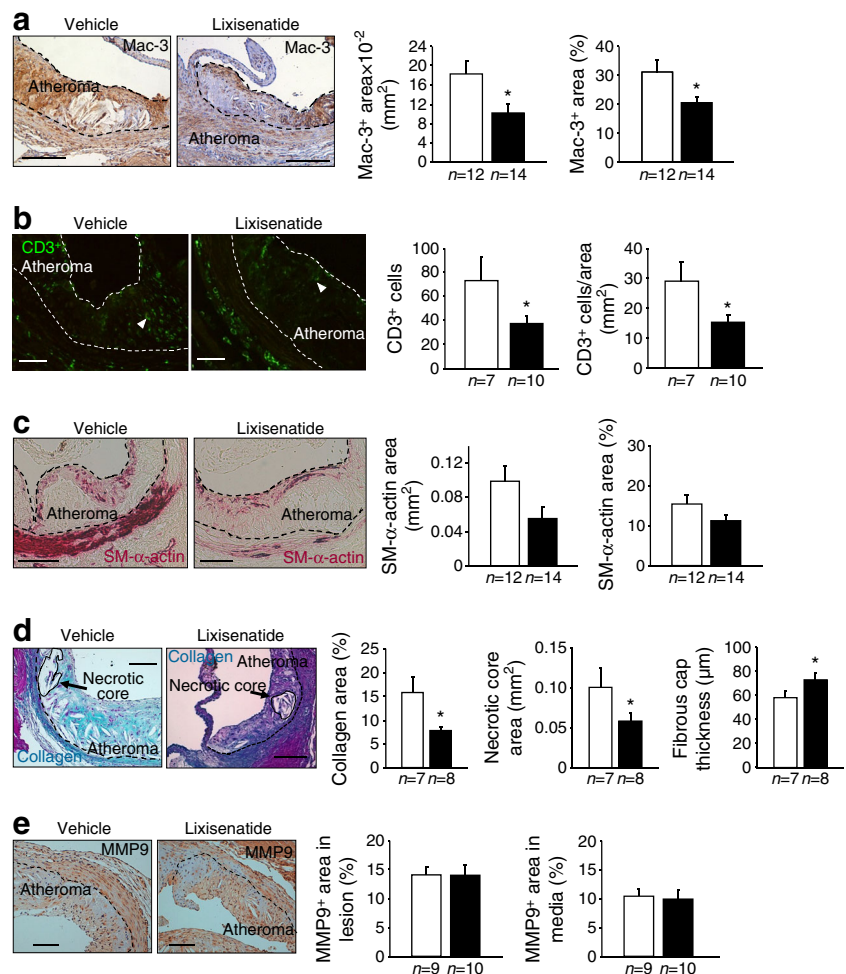 a
Vehicle
Lixisenatide
Mac-3
Atheroma
Mac-3
Atheroma
Mac-3⁺ area×10⁻²
(mm²)
24
20
16
12
8
4
0
*
n=12 n=14
Mac-3⁺ area (%)
40
30
20
10
0
*
n=12 n=14
b
Vehicle
Lixisenatide
CD3⁺
Atheroma
Atheroma
CD3⁺ cells
100
80
60
40
20
0
*
n=7 n=10
CD3⁺ cells/area
(mm²)
40
30
20
10
0
*
n=7 n=10
c
Vehicle
Lixisenatide
Atheroma
SM-α-actin
Atheroma
SM-α-actin
SM-α-actin area
(mm²)
0.12
0.08
0.04
0
n=12 n=14
SM-α-actin area (%)
30
20
10
0
n=12 n=14
d
Vehicle
Lixisenatide
Necrotic
core
Atheroma
Collagen
Collagen
Atheroma
Necrotic core
Collagen area (%)
25
20
15
10
5
0
*
n=7 n=8
Necrotic core
area (mm²)
0.15
0.10
0.05
0
*
n=7 n=8
Fibrous cap
thickness (µm)
100
80
60
40
20
0
*
n=7 n=8
e
Vehicle
Lixisenatide
MMP9
Atheroma
MMP9
Atheroma
MMP9⁺ area in
lesion (%)
20
15
10
5
0
n=9 n=10
MMP9⁺ area in
media (%)
20
15
10
5
0
n=9 n=10